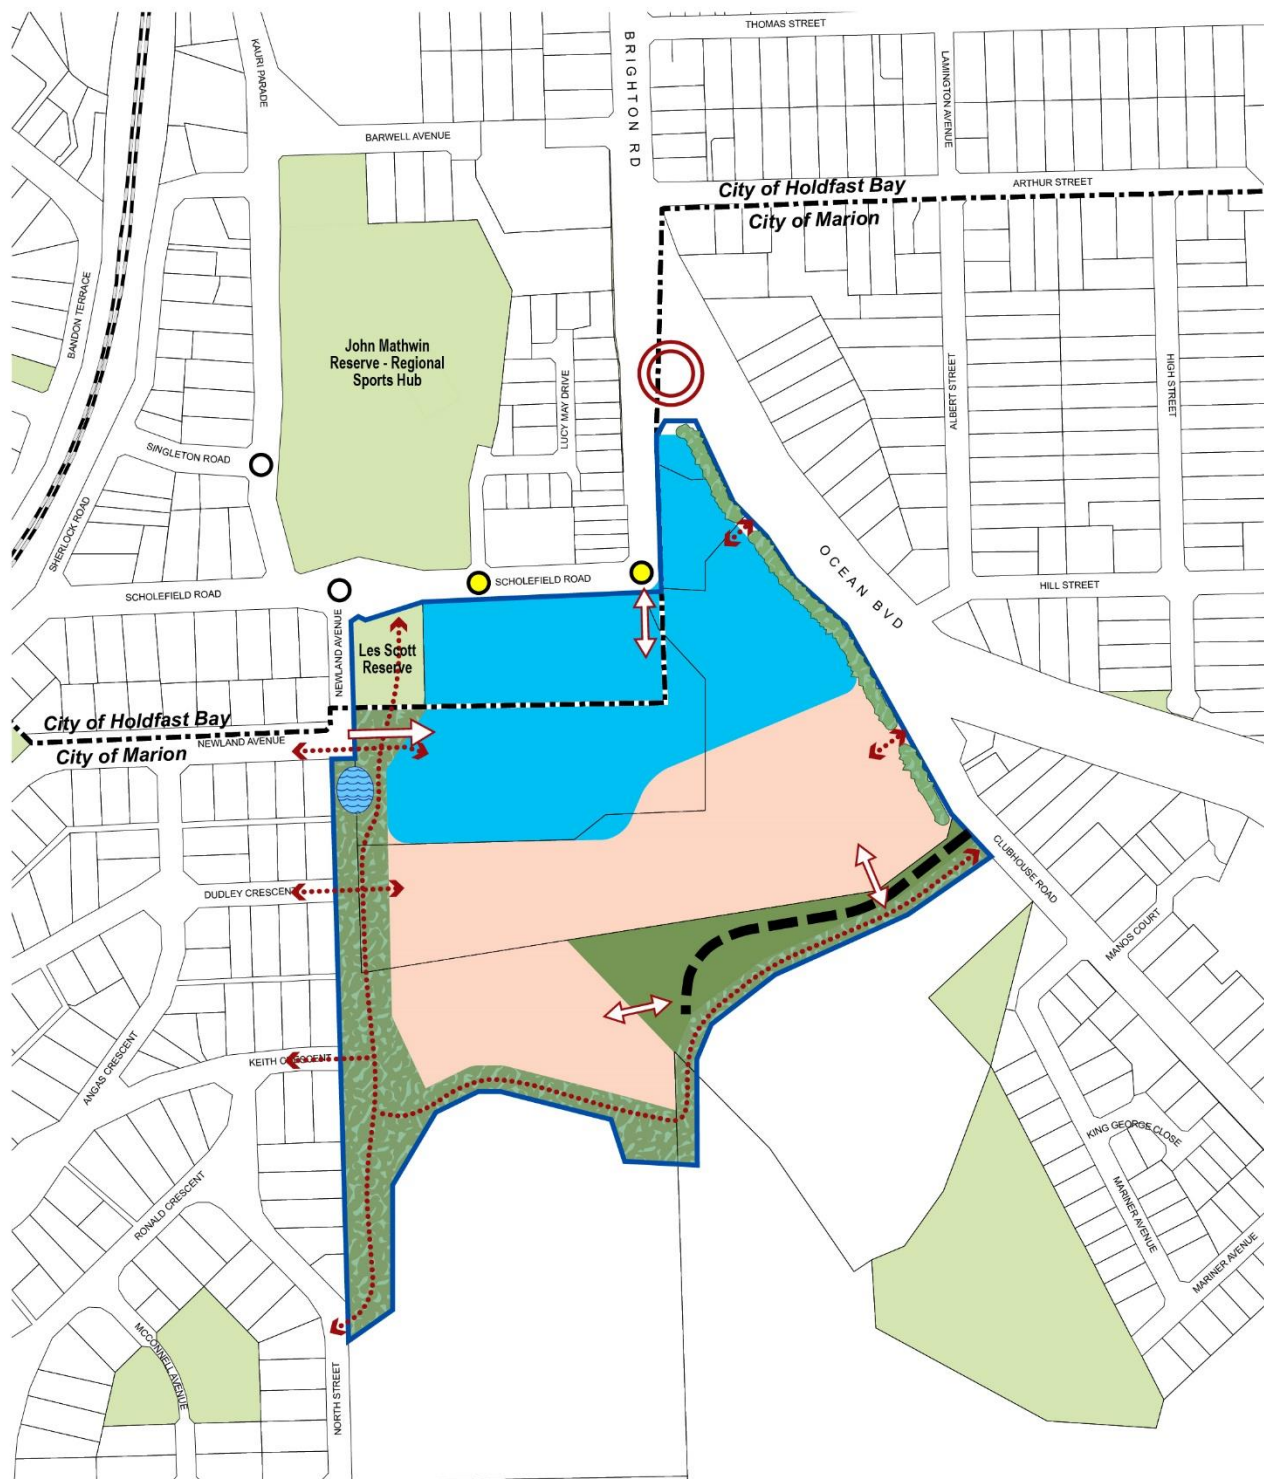 THOMAS STREET
KAURI PARADE
BRIGHTON RD
LAMINGTON AVENUE
BARWELL AVENUE
City of Holdfast Bay
ARTHUR STREET
City of Marion
BANDON TERRACE
John Mathwin
Reserve - Regional
Sports Hub
LUCY MAY DRIVE
ALBERT STREET
HIGH STREET
SINGLETON ROAD
SHERLOCK ROAD
SCHOLEFIELD ROAD
SCHOLEFIELD ROAD
OCEAN BVD
HILL STREET
NEWLAND AVENUE
Les Scott
Reserve
City of Holdfast Bay
City of Marion
NEWLAND AVENUE
CLUBHOUSE ROAD
DUDLEY CRESCENT
MANOS COURT
ANGAS CRESCENT
KEITH CRESCENT
KING GEORGE CLOSE
RONALD CRESCENT
MARINER AVENUE
MARINER AVENUE
MCCONNELL AVENUE
NORTH STREET